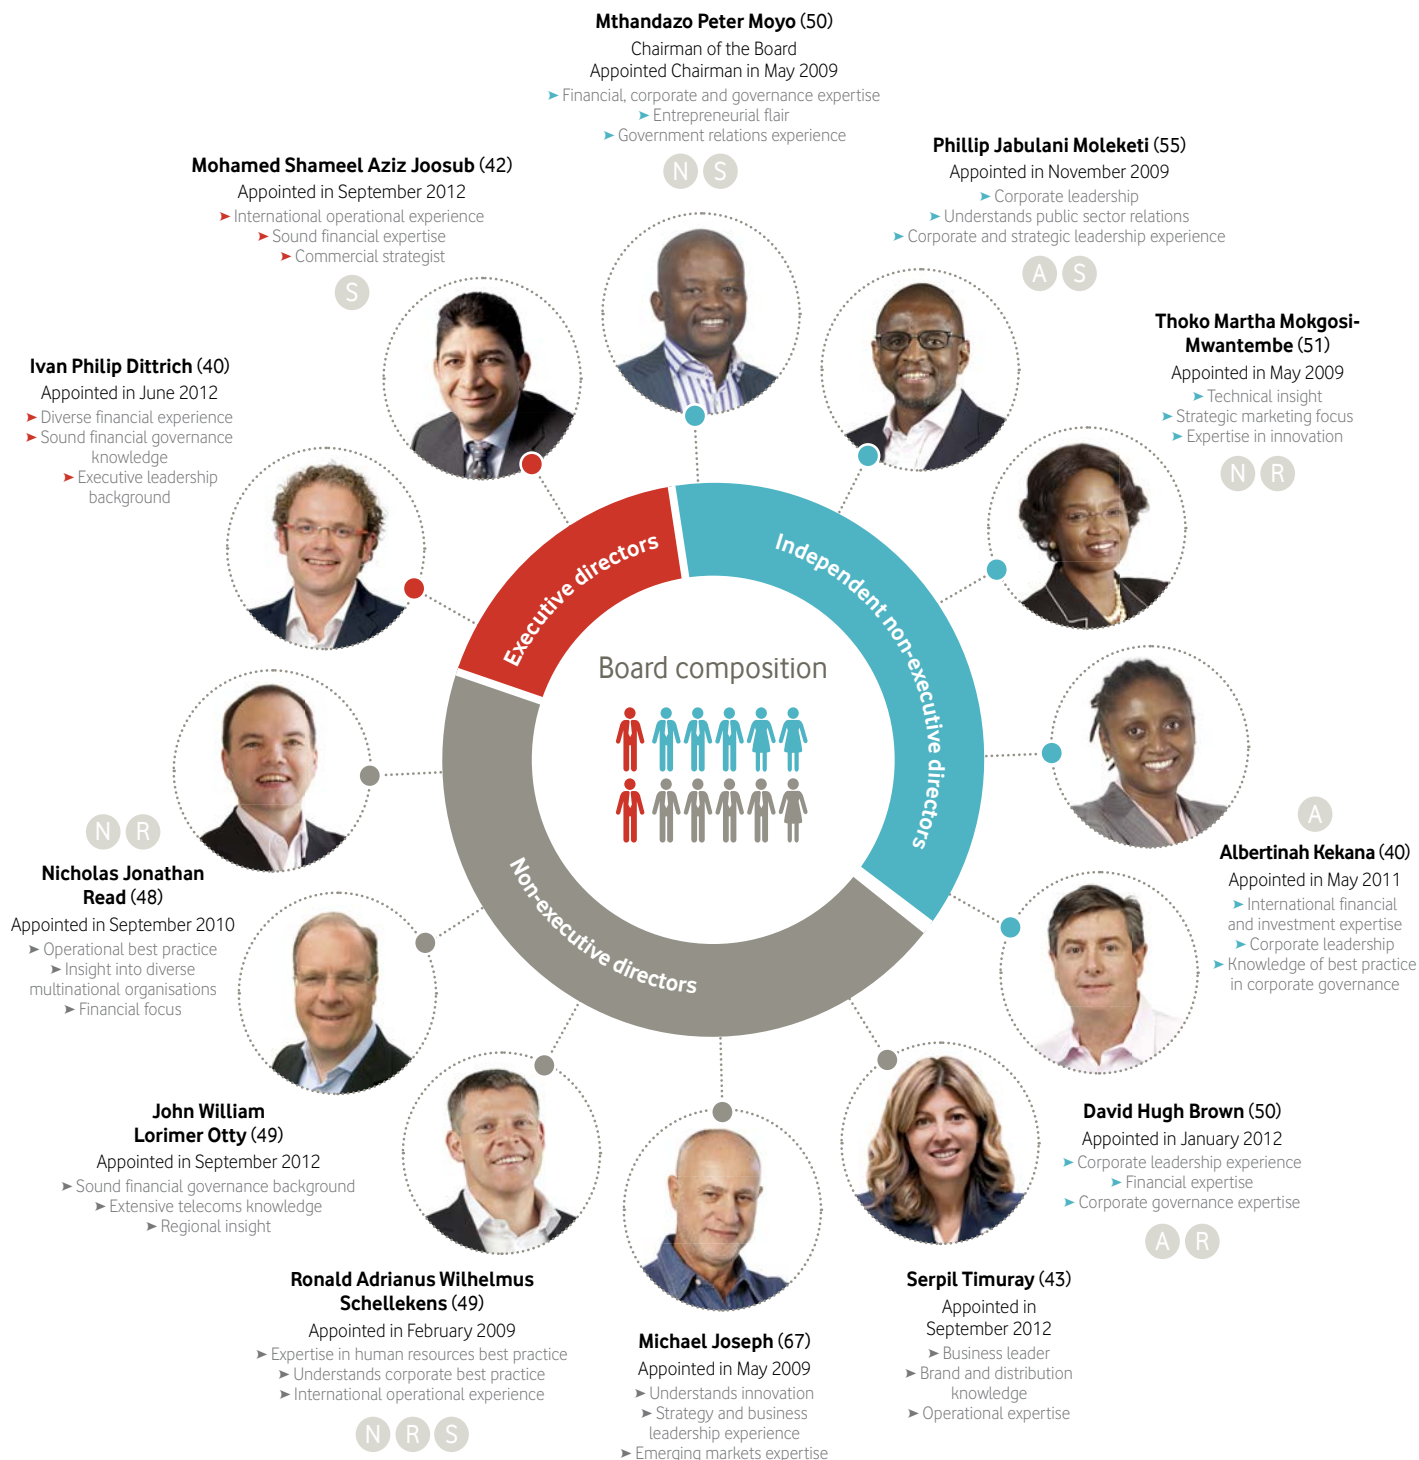 Mthandazo Peter Moyo (50)
Chairman of the Board
Appointed Chairman in May 2009
➤ Financial, corporate and governance expertise
➤ Entrepreneurial flair
➤ Government relations experience
N S
Phillip Jabulani Moleketi (55)
Appointed in November 2009
➤ Corporate leadership
➤ Understands public sector relations
➤ Corporate and strategic leadership experience
A S
Thoko Martha Mokgosi-
Mwantembe (51)
Appointed in May 2009
➤ Technical insight
➤ Strategic marketing focus
➤ Expertise in innovation
N R
A
Albertinah Kekana (40)
Appointed in May 2011
➤ International financial
and investment expertise
➤ Corporate leadership
➤ Knowledge of best practice
in corporate governance
David Hugh Brown (50)
Appointed in January 2012
➤ Corporate leadership experience
➤ Financial expertise
➤ Corporate governance expertise
A R
Serpil Timuray (43)
Appointed in
September 2012
➤ Business leader
➤ Brand and distribution
knowledge
➤ Operational expertise
Michael Joseph (67)
Appointed in May 2009
➤ Understands innovation
➤ Strategy and business
leadership experience
➤ Emerging markets expertise
Ronald Adrianus Wilhelmus
Schellekens (49)
Appointed in February 2009
➤ Expertise in human resources best practice
➤ Understands corporate best practice
➤ International operational experience
N R S
John William
Lorimer Otty (49)
Appointed in September 2012
➤ Sound financial governance background
➤ Extensive telecoms knowledge
➤ Regional insight
N R
Nicholas Jonathan
Read (48)
Appointed in September 2010
➤ Operational best practice
➤ Insight into diverse
multinational organisations
➤ Financial focus
Ivan Philip Dittrich (40)
Appointed in June 2012
➤ Diverse financial experience
➤ Sound financial governance
knowledge
➤ Executive leadership
background
Mohamed Shameel Aziz Joosub (42)
Appointed in September 2012
➤ International operational experience
➤ Sound financial expertise
➤ Commercial strategist
S
Executive directors
Independent non-executive directors
Non-executive directors
Board composition